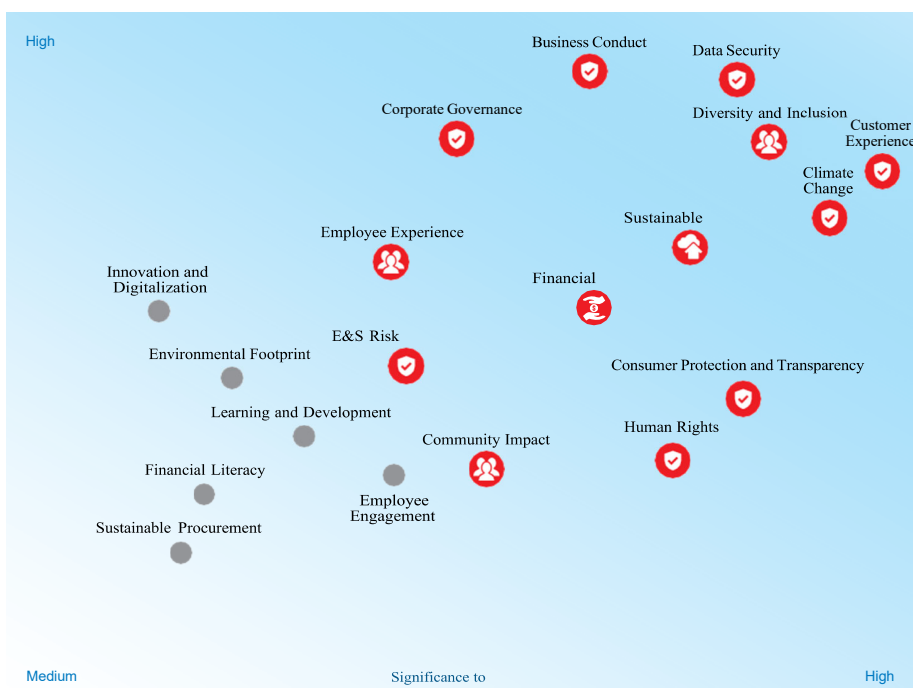 High
Business Conduct
Data Security
Corporate Governance
Diversity and Inclusion
Customer
Experience
Climate
Change
Sustainable
Employee Experience
Innovation and
Digitalization
Financial
E&S Risk
Environmental Footprint
Consumer Protection and Transparency
Learning and Development
Human Rights
Community Impact
Financial Literacy
Employee
Engagement
Sustainable Procurement
Medium
Significance to
High